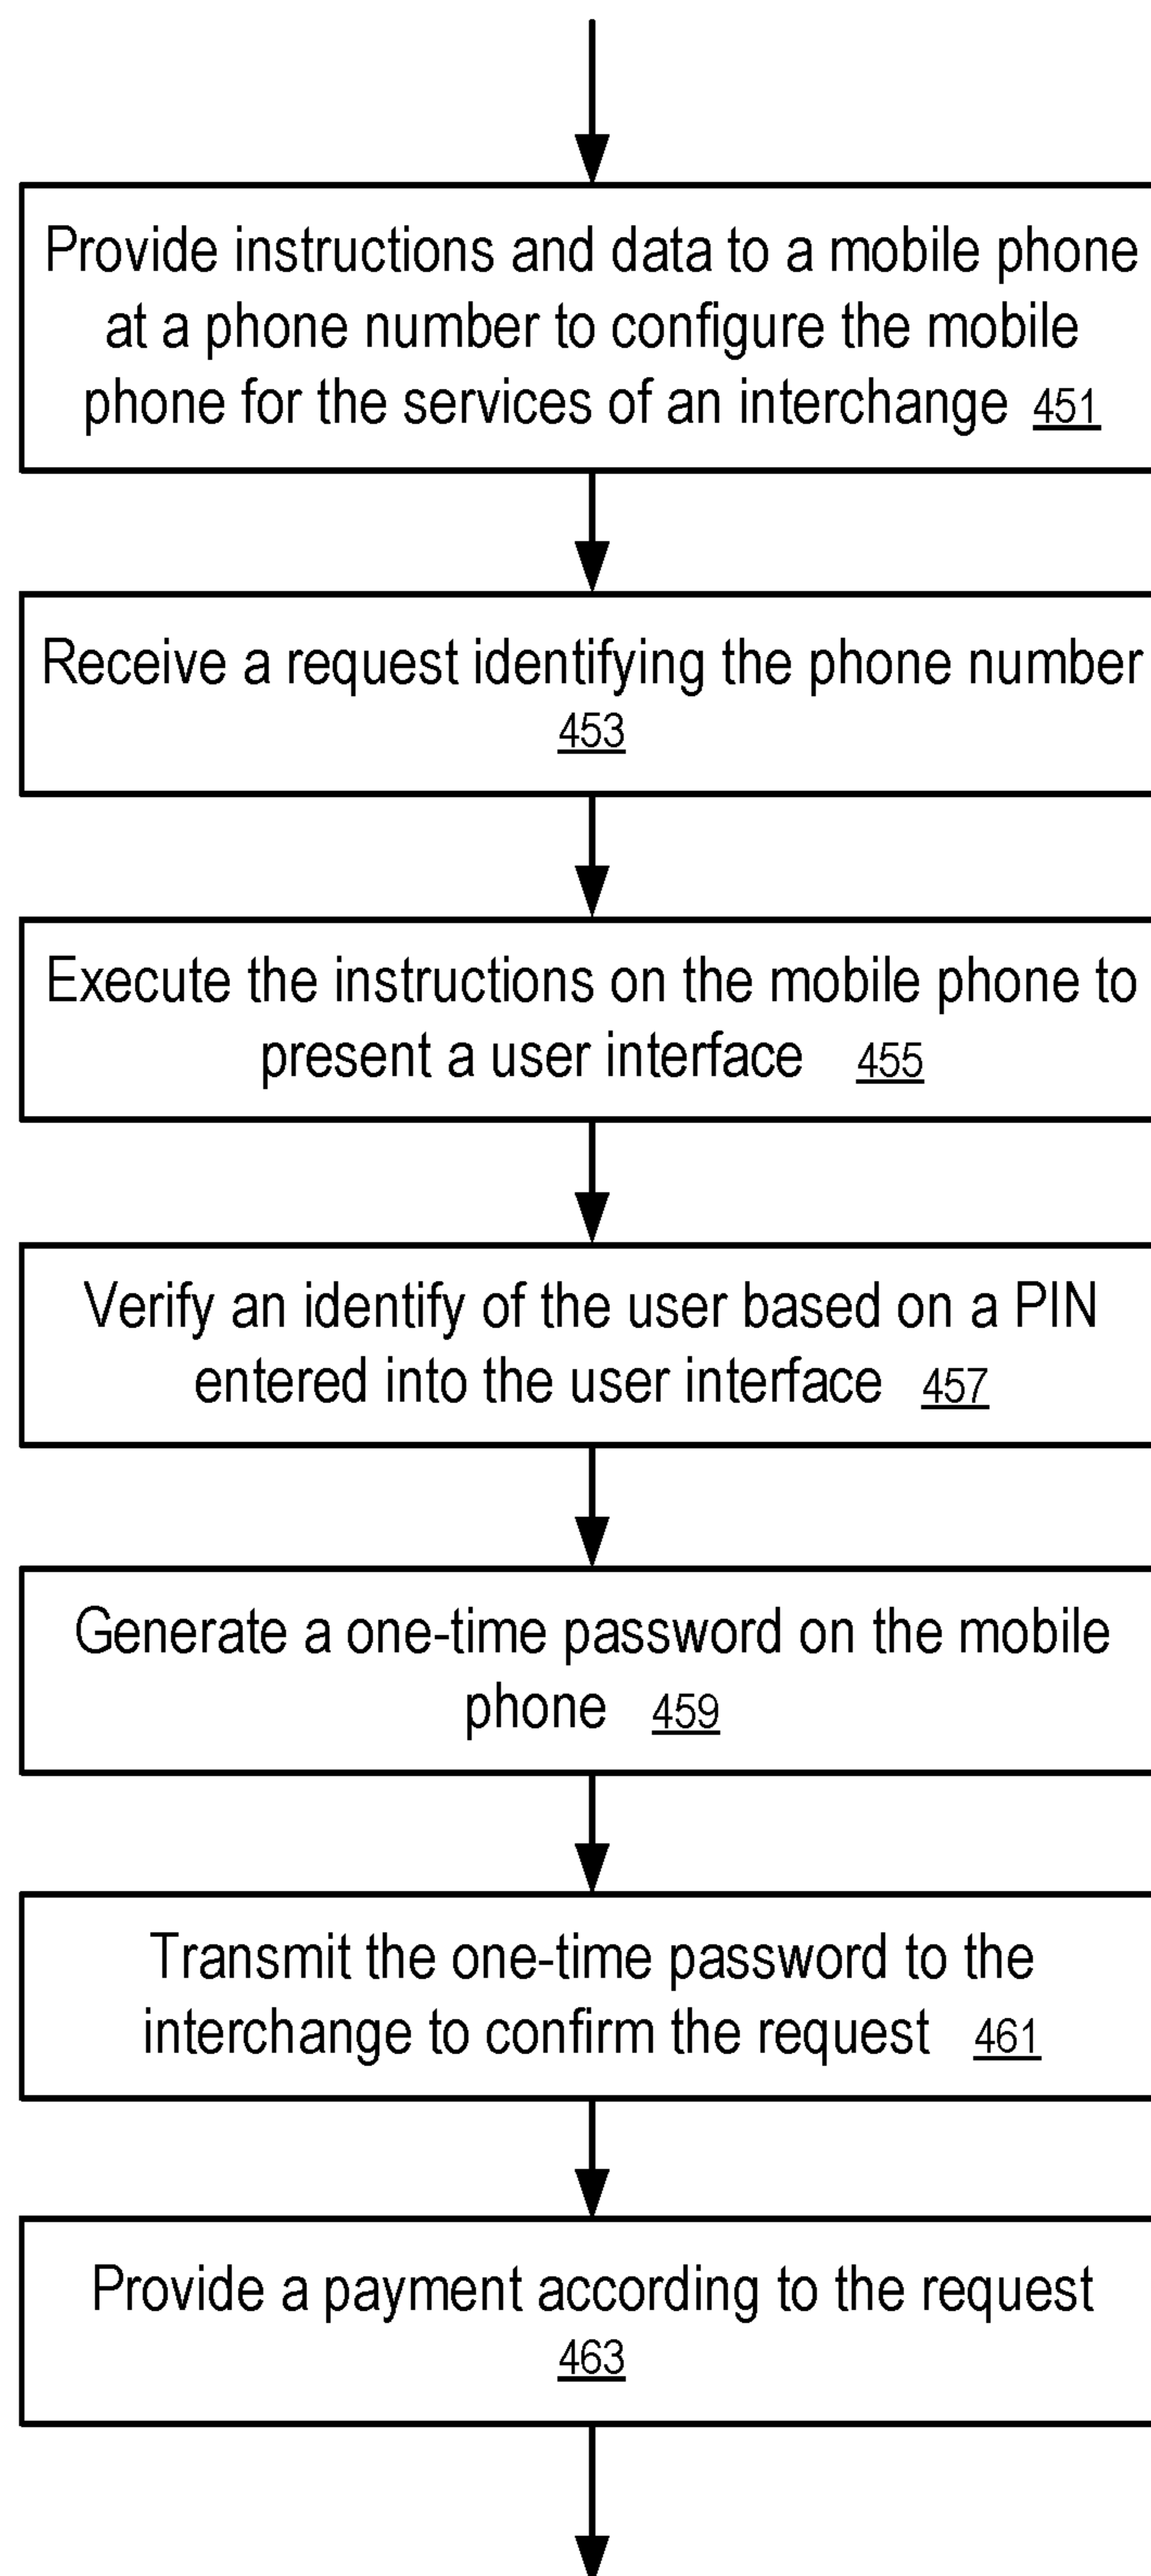 Provide instructions and data to a mobile phone
at a phone number to configure the mobile
phone for the services of an interchange 451
Receive a request identifying the phone number
453
Execute the instructions on the mobile phone to
present a user interface 455
Verify an identify of the user based on a PIN
entered into the user interface 457
Generate a one-time password on the mobile
phone 459
Transmit the one-time password to the
interchange to confirm the request 461
Provide a payment according to the request
463